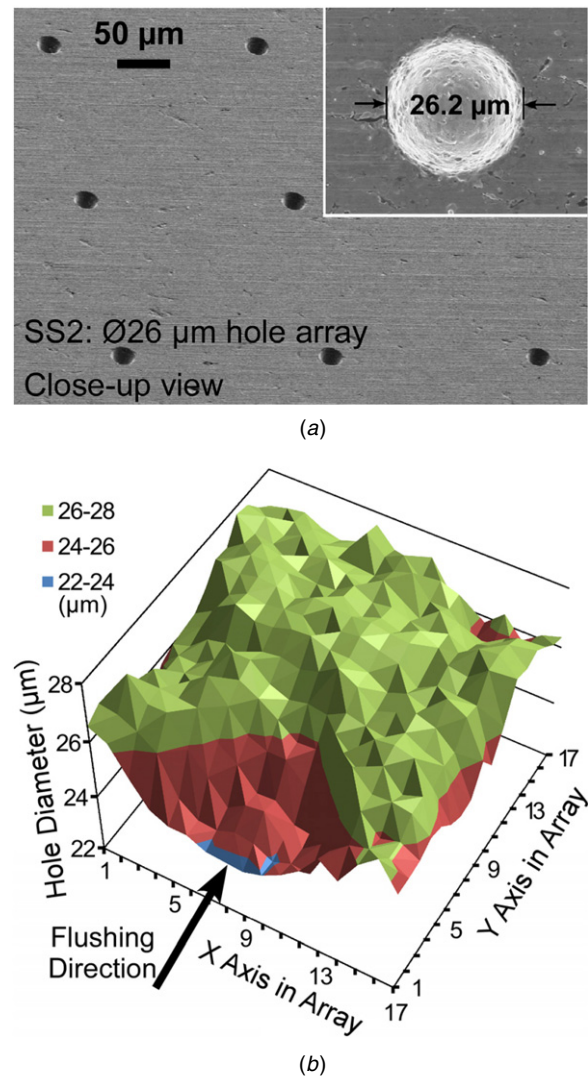 50 µm
26.2 µm
SS2: Ø26 µm hole array
Close-up view
(a)
26-28
24-26
22-24
(µm)
Hole Diameter (µm)
28
26
24
22
1
5
9
13
17
X Axis in Array
1
5
9
13
17
Y Axis in Array
Flushing
Direction
(b)